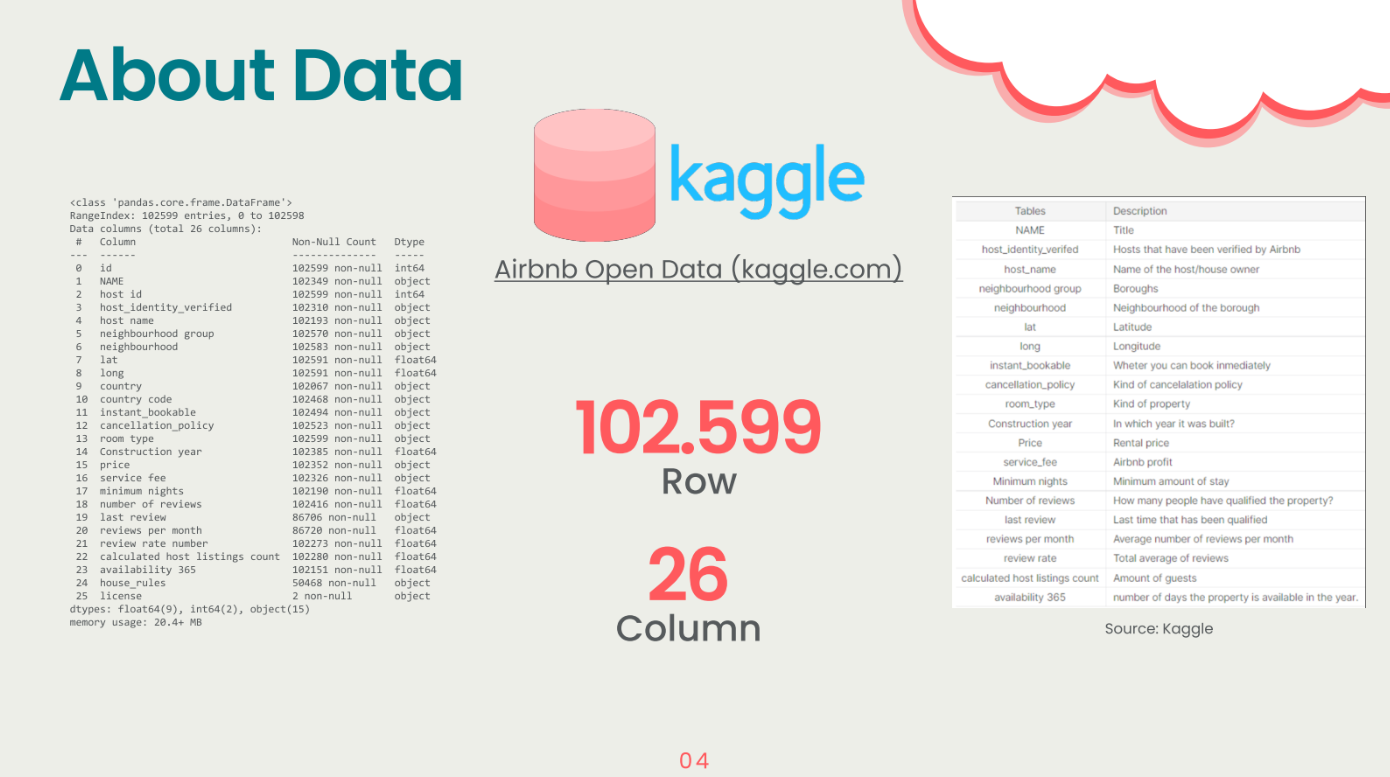 About Data
<class 'pandas.core.frame.DataFrame'>
RangeIndex: 102599 entries, 0 to 102598
Data columns (total 26 columns):
 #   Column                          Non-Null Count   Dtype
---  ------                          --------------   -----
 0   id                              102599 non-null  int64
 1   NAME                            102349 non-null  object
 2   host id                         102599 non-null  int64
 3   host_identity_verified          102310 non-null  object
 4   host name                       102193 non-null  object
 5   neighbourhood group             102570 non-null  object
 6   neighbourhood                   102583 non-null  object
 7   lat                             102591 non-null  float64
 8   long                            102591 non-null  float64
 9   country                         102067 non-null  object
 10  country code                    102468 non-null  object
 11  instant_bookable                102494 non-null  object
 12  cancellation_policy             102523 non-null  object
 13  room type                       102599 non-null  object
 14  Construction year               102385 non-null  float64
 15  price                           102352 non-null  object
 16  service fee                     102326 non-null  object
 17  minimum nights                  102190 non-null  float64
 18  number of reviews               102416 non-null  float64
 19  last review                     86706 non-null   object
 20  reviews per month               86720 non-null   float64
 21  review rate number              102273 non-null  float64
 22  calculated host listings count  102280 non-null  float64
 23  availability 365                102151 non-null  float64
 24  house_rules                     50468 non-null   object
 25  license                         2 non-null       object
dtypes: float64(9), int64(2), object(15)
memory usage: 20.4+ MB
kaggle
Airbnb Open Data (kaggle.com)
102.599
Row
26
Column
Tables Description
NAME Title
host_identity_verifed Hosts that have been verified by Airbnb
host_name Name of the host/house owner
neighbourhood group Boroughs
neighbourhood Neighbourhood of the borough
lat Latitude
long Longitude
instant_bookable Wheter you can book inmediately
cancellation_policy Kind of cancelalation policy
room_type Kind of property
Construction year In which year it was built?
Price Rental price
service_fee Airbnb profit
Minimum nights Minimum amount of stay
Number of reviews How many people have qualified the property?
last review Last time that has been qualified
reviews per month Average number of reviews per month
review rate Total average of reviews
calculated host listings count Amount of guests
availability 365 number of days the property is available in the year.
Source: Kaggle
04